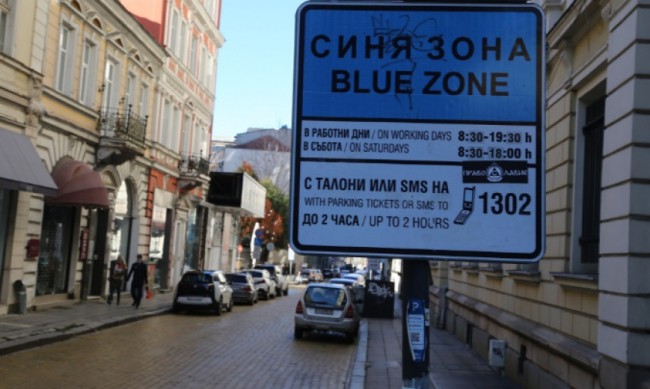 СИНЯ ЗОНА
BLUE ZONE
В РАБОТНИ ДНИ / ON WORKING DAYS 8:30-19:30 h
В СЪБОТА / ON SATURDAYS 8:30-18:00 h
С ТАЛОНИ ИЛИ SMS НА
WITH PARKING TICKETS OR SMS TO
ДО 2 ЧАСА / UP TO 2 HOURS
1302